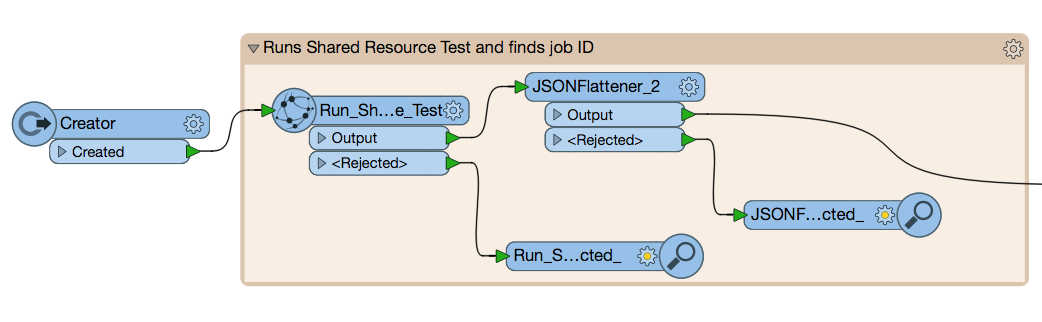 Runs Shared Resource Test and finds job ID
Creator
Created
Run_Sh...e_Test
Output
<Rejected>
JSONFlattener_2
Output
<Rejected>
JSONF...cted_
Run_S...cted_